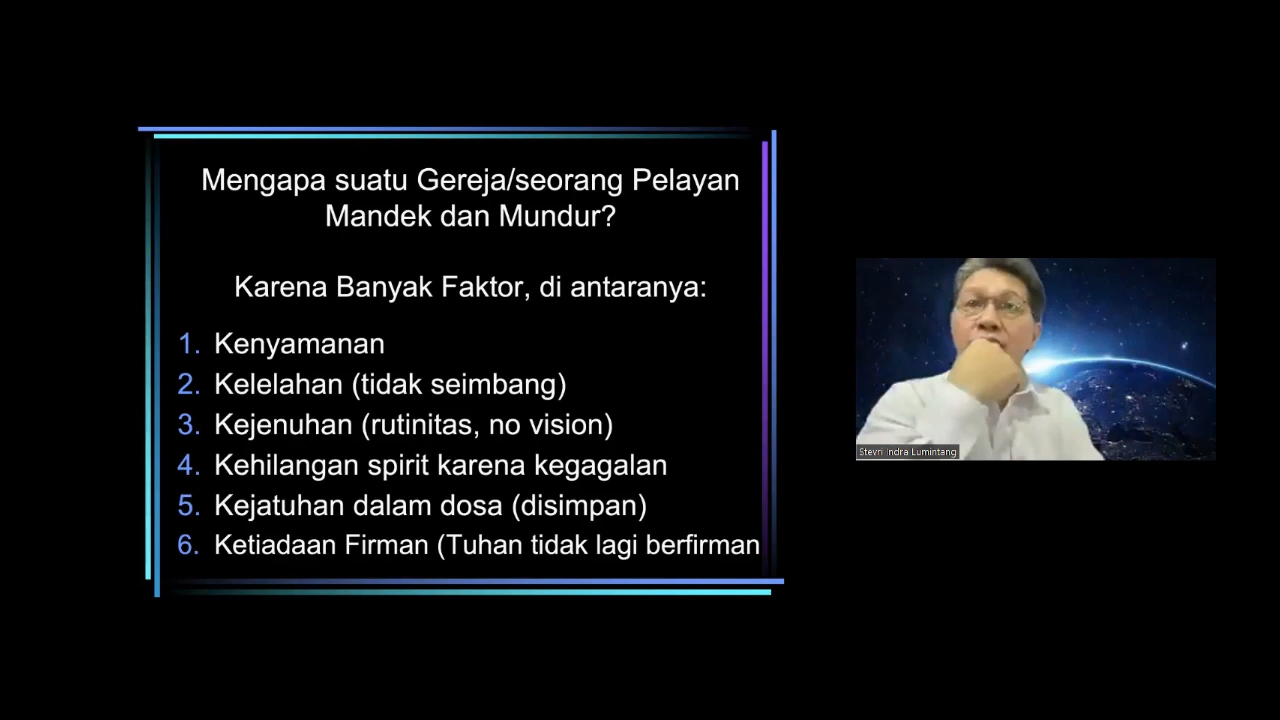 Mengapa suatu Gereja/seorang Pelayan
Mandek dan Mundur?
Karena Banyak Faktor, di antaranya:
1. Kenyamanan
2. Kelelahan (tidak seimbang)
3. Kejenuhan (rutinitas, no vision)
4. Kehilangan spirit karena kegagalan
5. Kejatuhan dalam dosa (disimpan)
6. Ketiadaan Firman (Tuhan tidak lagi berfirman
Stevri Indra Lumintang